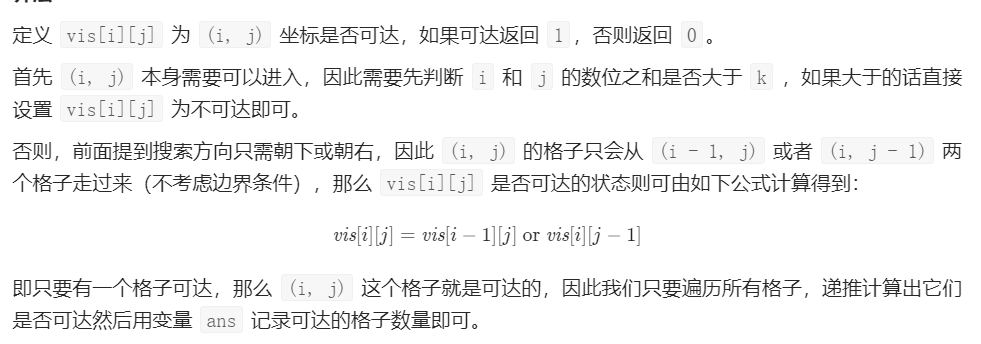 定义 vis[i][j] 为 (i, j) 坐标是否可达，如果可达返回 1 ，否则返回 0 。
首先 (i, j) 本身需要可以进入，因此需要先判断 i 和 j 的数位之和是否大于 k ，如果大于的话直接
设置 vis[i][j] 为不可达即可。
否则，前面提到搜索方向只需朝下或朝右，因此 (i, j) 的格子只会从 (i - 1, j) 或者 (i, j - 1) 两
个格子走过来（不考虑边界条件），那么 vis[i][j] 是否可达的状态则可由如下公式计算得到：
vis[i][j] = vis[i − 1][j] or vis[i][j − 1]
即只要有一个格子可达，那么 (i, j) 这个格子就是可达的，因此我们只要遍历所有格子，递推计算出它们
是否可达然后用变量 ans 记录可达的格子数量即可。